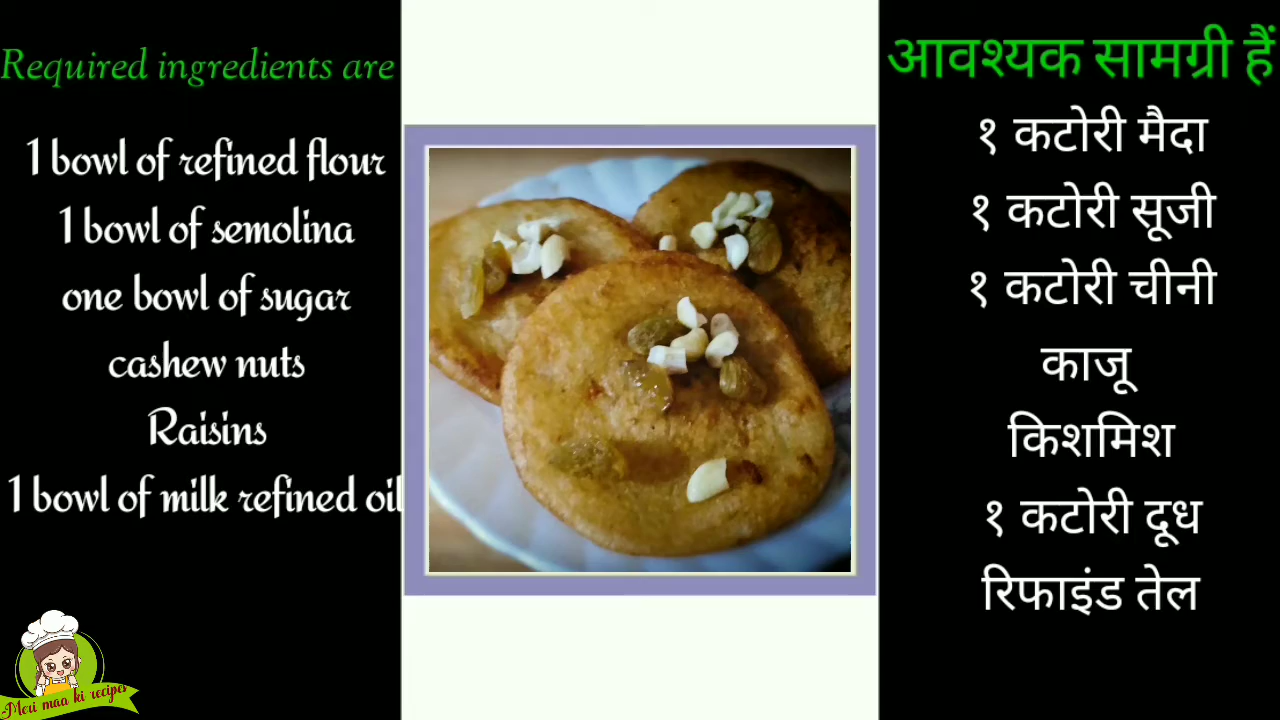 Required ingredients are
1 bowl of refined flour
1 bowl of semolina
one bowl of sugar
cashew nuts
Raisins
1 bowl of milk refined oil
आवश्यक सामग्री हैं
१ कटोरी मैदा
१ कटोरी सूजी
१ कटोरी चीनी
काजू
किशमिश
१ कटोरी दूध
रिफाइंड तेल
Meri maa ki recipes